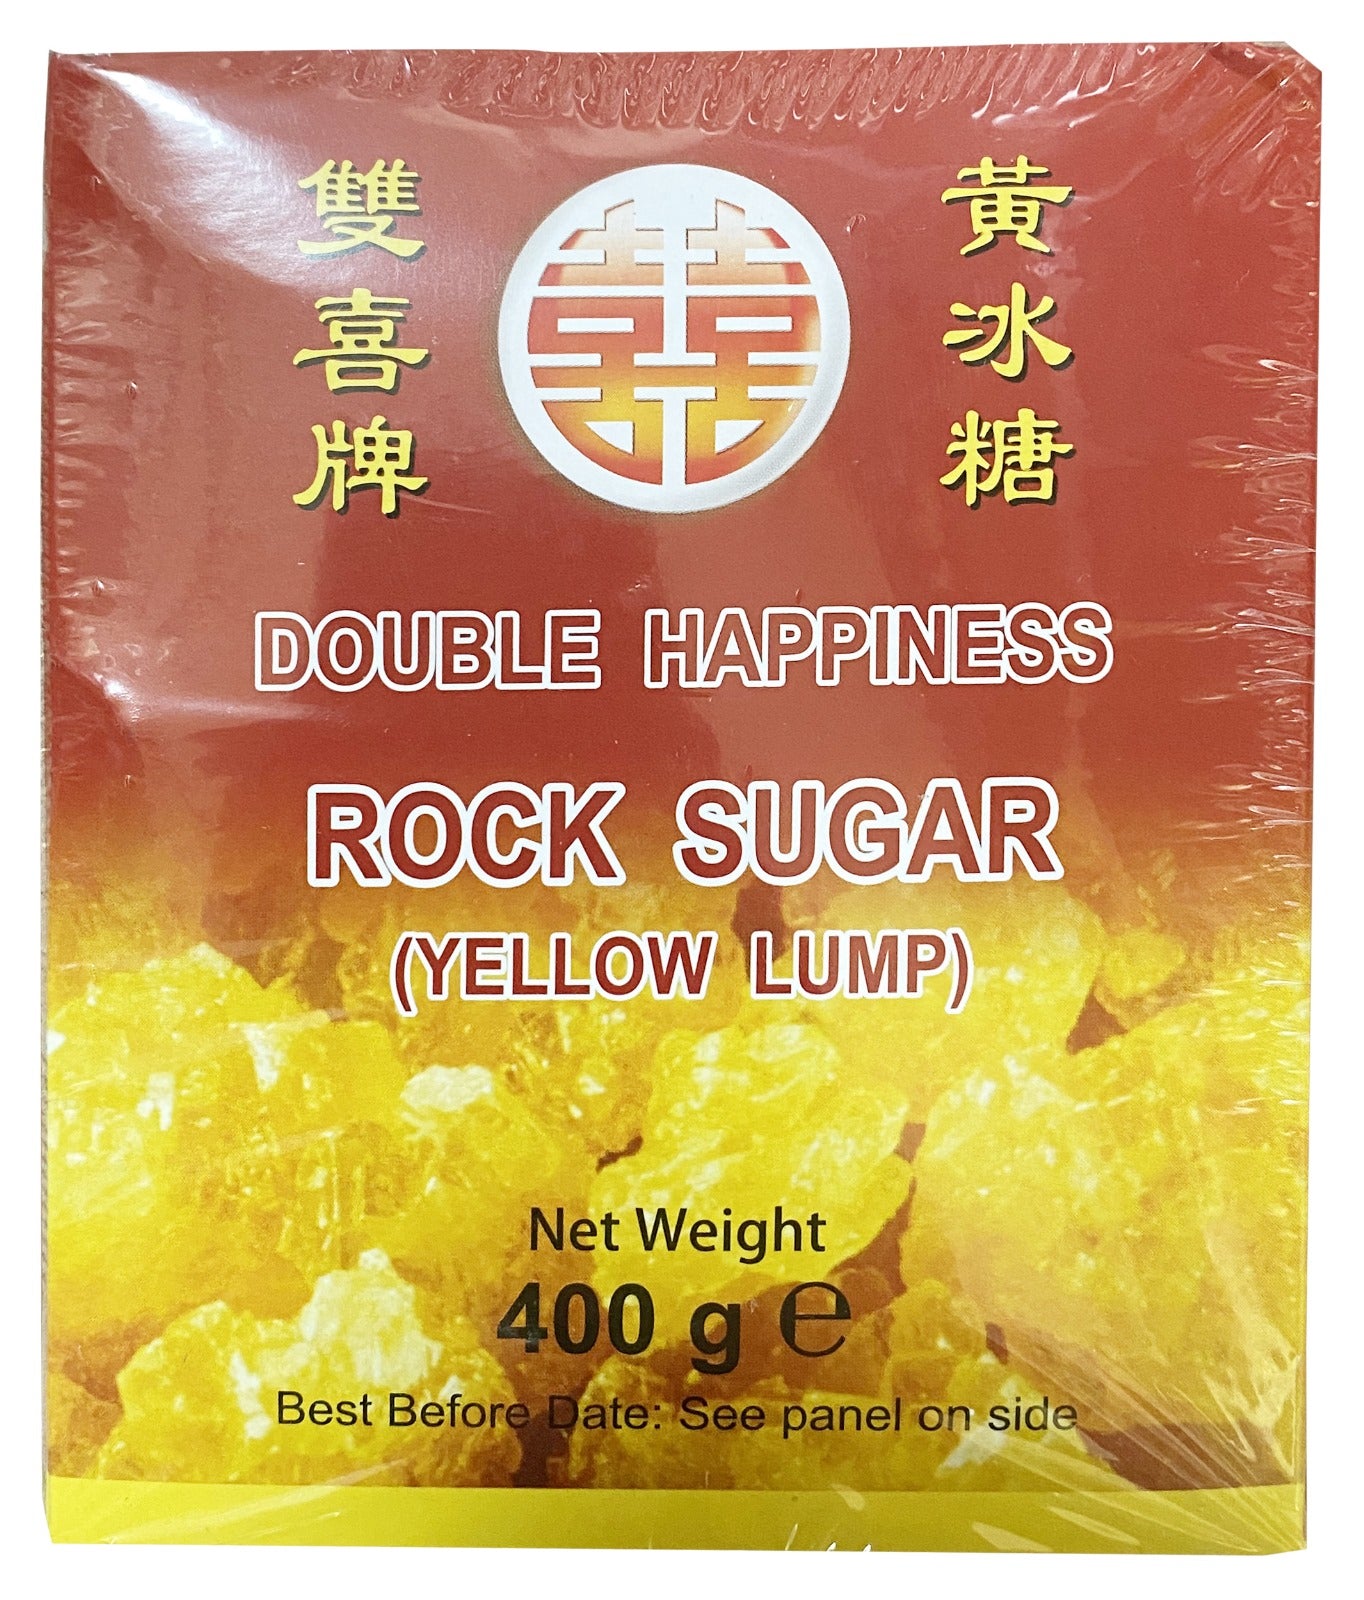 雙喜牌
囍
黃冰糖
DOUBLE HAPPINESS
ROCK SUGAR
(YELLOW LUMP)
Net Weight
400 g ℮
Best Before Date: See panel on side